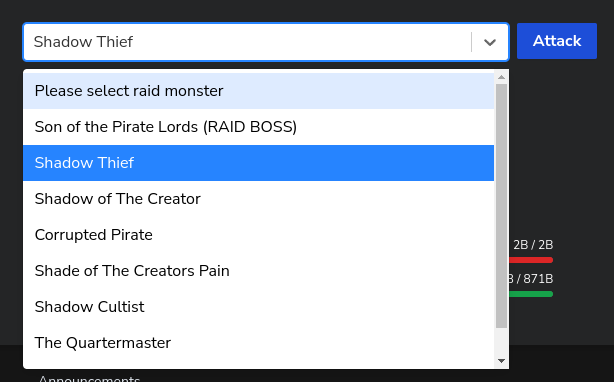 Shadow Thief
Attack
Please select raid monster
Son of the Pirate Lords (RAID BOSS)
Shadow Thief
Shadow of The Creator
Corrupted Pirate
2B / 2B
Shade of The Creators Pain
/ 871B
Shadow Cultist
The Quartermaster
Announcements